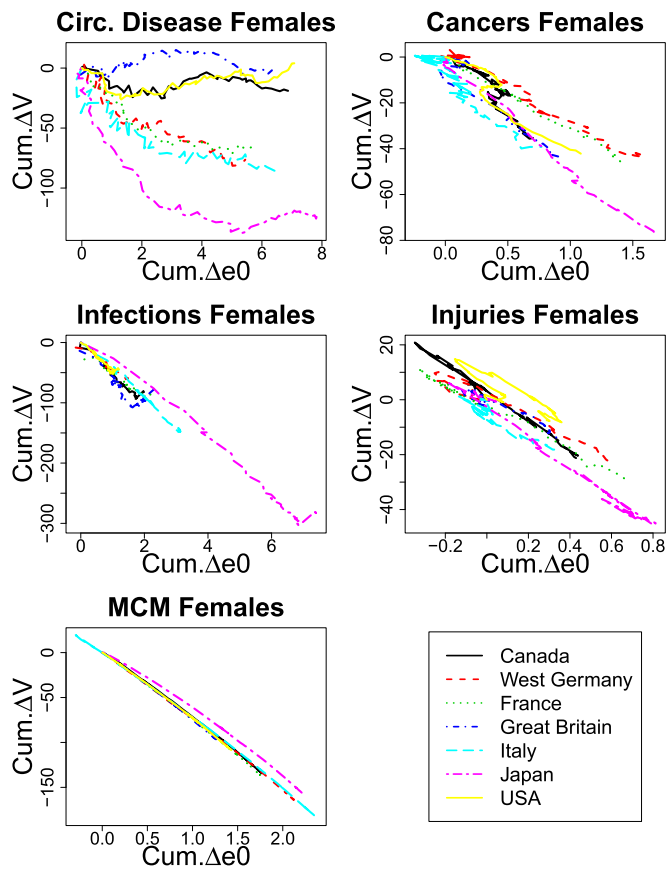 Circ. Disease Females
Cancers Females
Cum.ΔV
0
−50
−100
0
2
4
6
8
Cum.Δe0
Cum.ΔV
0
−20
−40
−60
−80
0.0
0.5
1.0
1.5
Cum.Δe0
Infections Females
Injuries Females
Cum.ΔV
0
−100
−200
−300
0
2
4
6
Cum.Δe0
Cum.ΔV
20
0
−20
−40
−0.2
0.2
0.4
0.6
0.8
Cum.Δe0
MCM Females
Cum.ΔV
0
−50
−150
0.0
0.5
1.0
1.5
2.0
Cum.Δe0
Canada
West Germany
France
Great Britain
Italy
Japan
USA